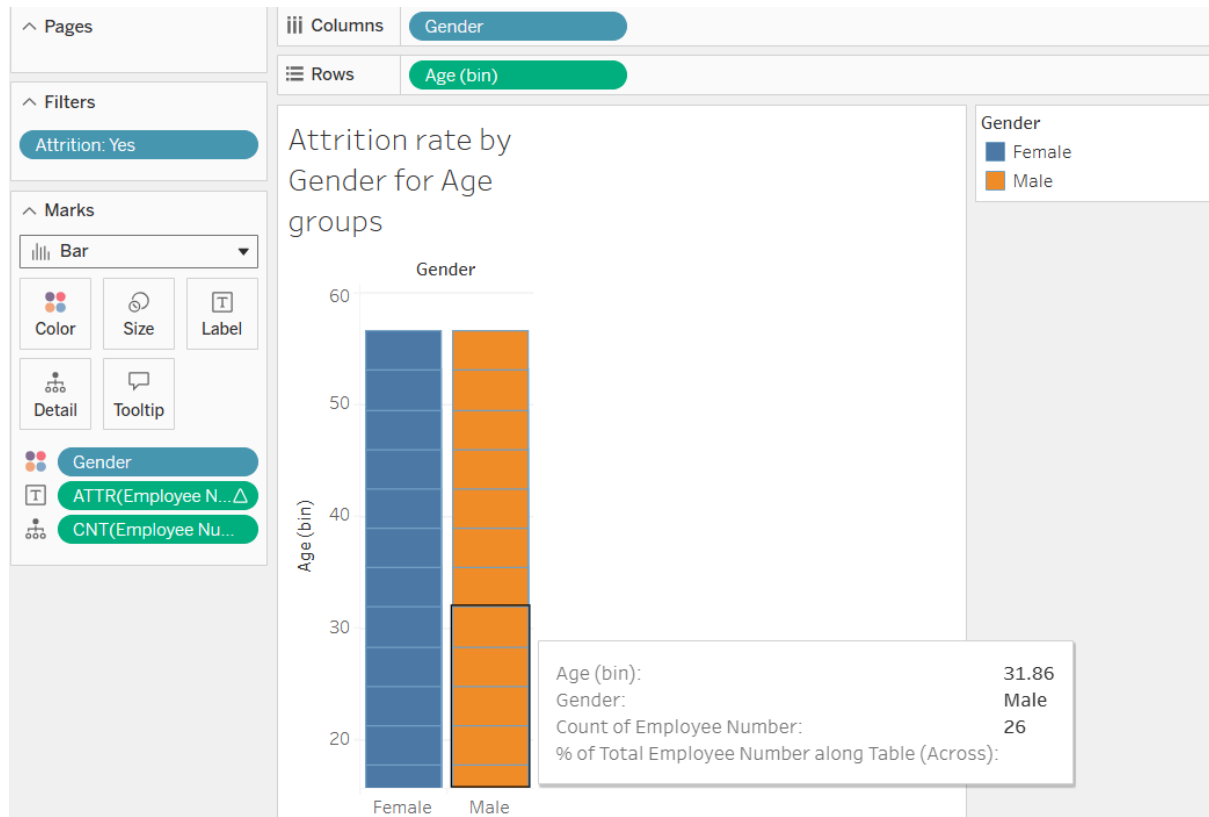 Pages
Columns
Gender
Rows
Age (bin)
Filters
Attrition: Yes
Marks
Bar
Color
Size
Label
Detail
Tooltip
Gender
ATTR(Employee N...
CNT(Employee Nu...
Attrition rate by
Gender for Age
groups
Gender
60
50
40
30
20
Age (bin)
Female
Male
Age (bin): 31.86
Gender: Male
Count of Employee Number: 26
% of Total Employee Number along Table (Across):
Gender
Female
Male